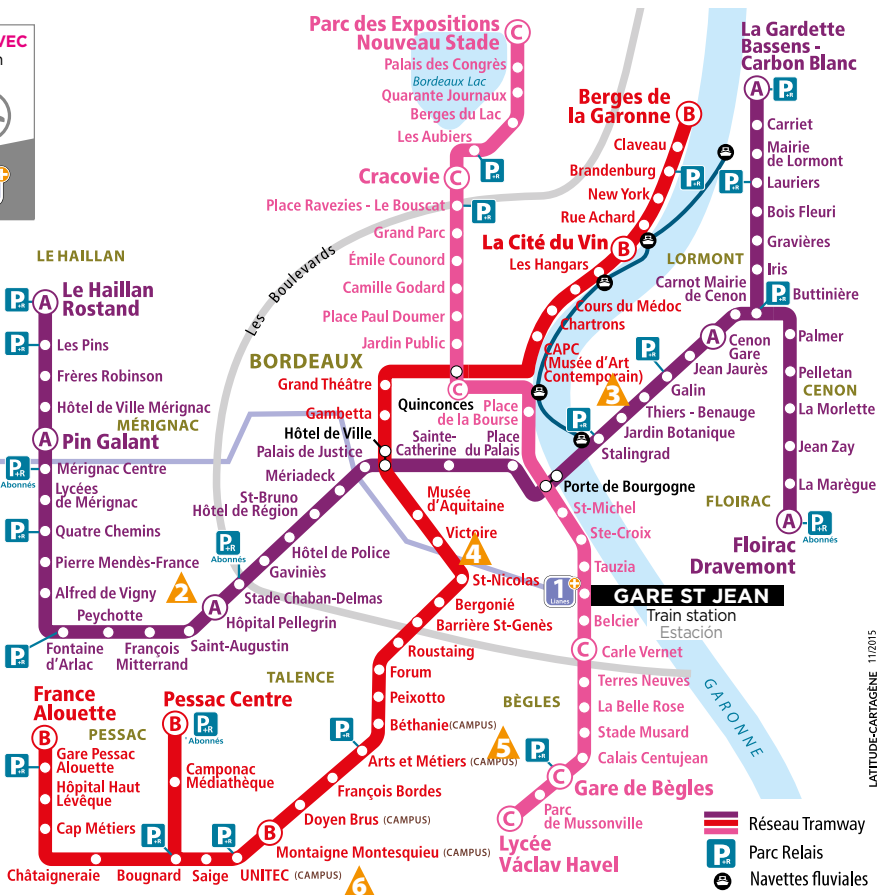 VEC
Parc des Expositions
Nouveau Stade
C
Palais des Congrès
Bordeaux Lac
Quarante Journaux
Berges du Lac
Les Aubiers
P+R
Cracovie
C
Place Ravezies - Le Bouscat
P+R
Grand Parc
Émile Counord
Camille Godard
Place Paul Doumer
Jardin Public
C
Quinconces
Place
de la Bourse
Berges de
la Garonne
B
Claveau
Brandenburg
P+R
New York
Rue Achard
La Cité du Vin
B
Les Hangars
Cours du Médoc
Chartrons
CAPC
(Musée d'Art
Contemporain)
3
La Gardette
Bassens -
Carbon Blanc
A
P+R
Carriet
Mairie
de Lormont
P+R
Lauriers
Bois Fleuri
Gravières
Iris
LORMONT
Carnot Mairie
de Cenon
P+R
Buttinière
A
Cenon
Gare
Jean Jaurès
P+R
Galin
Thiers - Benauge
Jardin Botanique
P+R
Stalingrad
Palmer
Pelletan
CENON
La Morlette
Jean Zay
La Marègue
FLOIRAC
A
P+R
Abonnés
Floirac
Dravemont
Les Boulevards
LE HAILLAN
P+R
A
Le Haillan
Rostand
P+R
Les Pins
Frères Robinson
Hôtel de Ville Mérignac
MÉRIGNAC
A
Pin Galant
P+R
Abonnés
Mérignac Centre
Lycées
de Mérignac
P+R
Quatre Chemins
Pierre Mendès-France
Alfred de Vigny
2
P+R
Fontaine
d'Arlac
Peychotte
François
Mitterrand
Saint-Augustin
A
Hôpital Pellegrin
Stade Chaban-Delmas
P+R
Abonnés
Gaviniès
Hôtel de Police
St-Bruno
Hôtel de Région
Mériadeck
Palais de Justice
Hôtel de Ville
BORDEAUX
Grand Théâtre
Gambetta
Sainte-
Catherine
Place
du Palais
Porte de Bourgogne
Musée
d'Aquitaine
Victoire
4
St-Nicolas
Bergonié
Barrière St-Genès
Roustaing
Forum
Peixotto
Béthanie (CAMPUS)
P+R
Arts et Métiers (CAMPUS)
François Bordes
Doyen Brus (CAMPUS)
B
Montaigne Montesquieu (CAMPUS)
UNITEC (CAMPUS)
6
P+R
Saige
Bougnard
P+R
Châtaigneraie
TALENCE
France
Alouette
B
PESSAC
P+R
Gare Pessac
Alouette
Hôpital Haut
Lévêque
Cap Métiers
Pessac Centre
B
P+R
Abonnés
Camponac
Médiathèque
St-Michel
Ste-Croix
Tauzia
1
Lianes
GARE ST JEAN
Train station
Estación
Belcier
C
Carle Vernet
Terres Neuves
La Belle Rose
Stade Musard
Calais Centujean
BÈGLES
5
P+R
C
Gare de Bègles
Parc
de Mussonville
C
Lycée
Václav Havel
GARONNE
LATITUDE-CARTAGÈNE 11/2015
Réseau Tramway
P+R
Parc Relais
Navettes fluviales